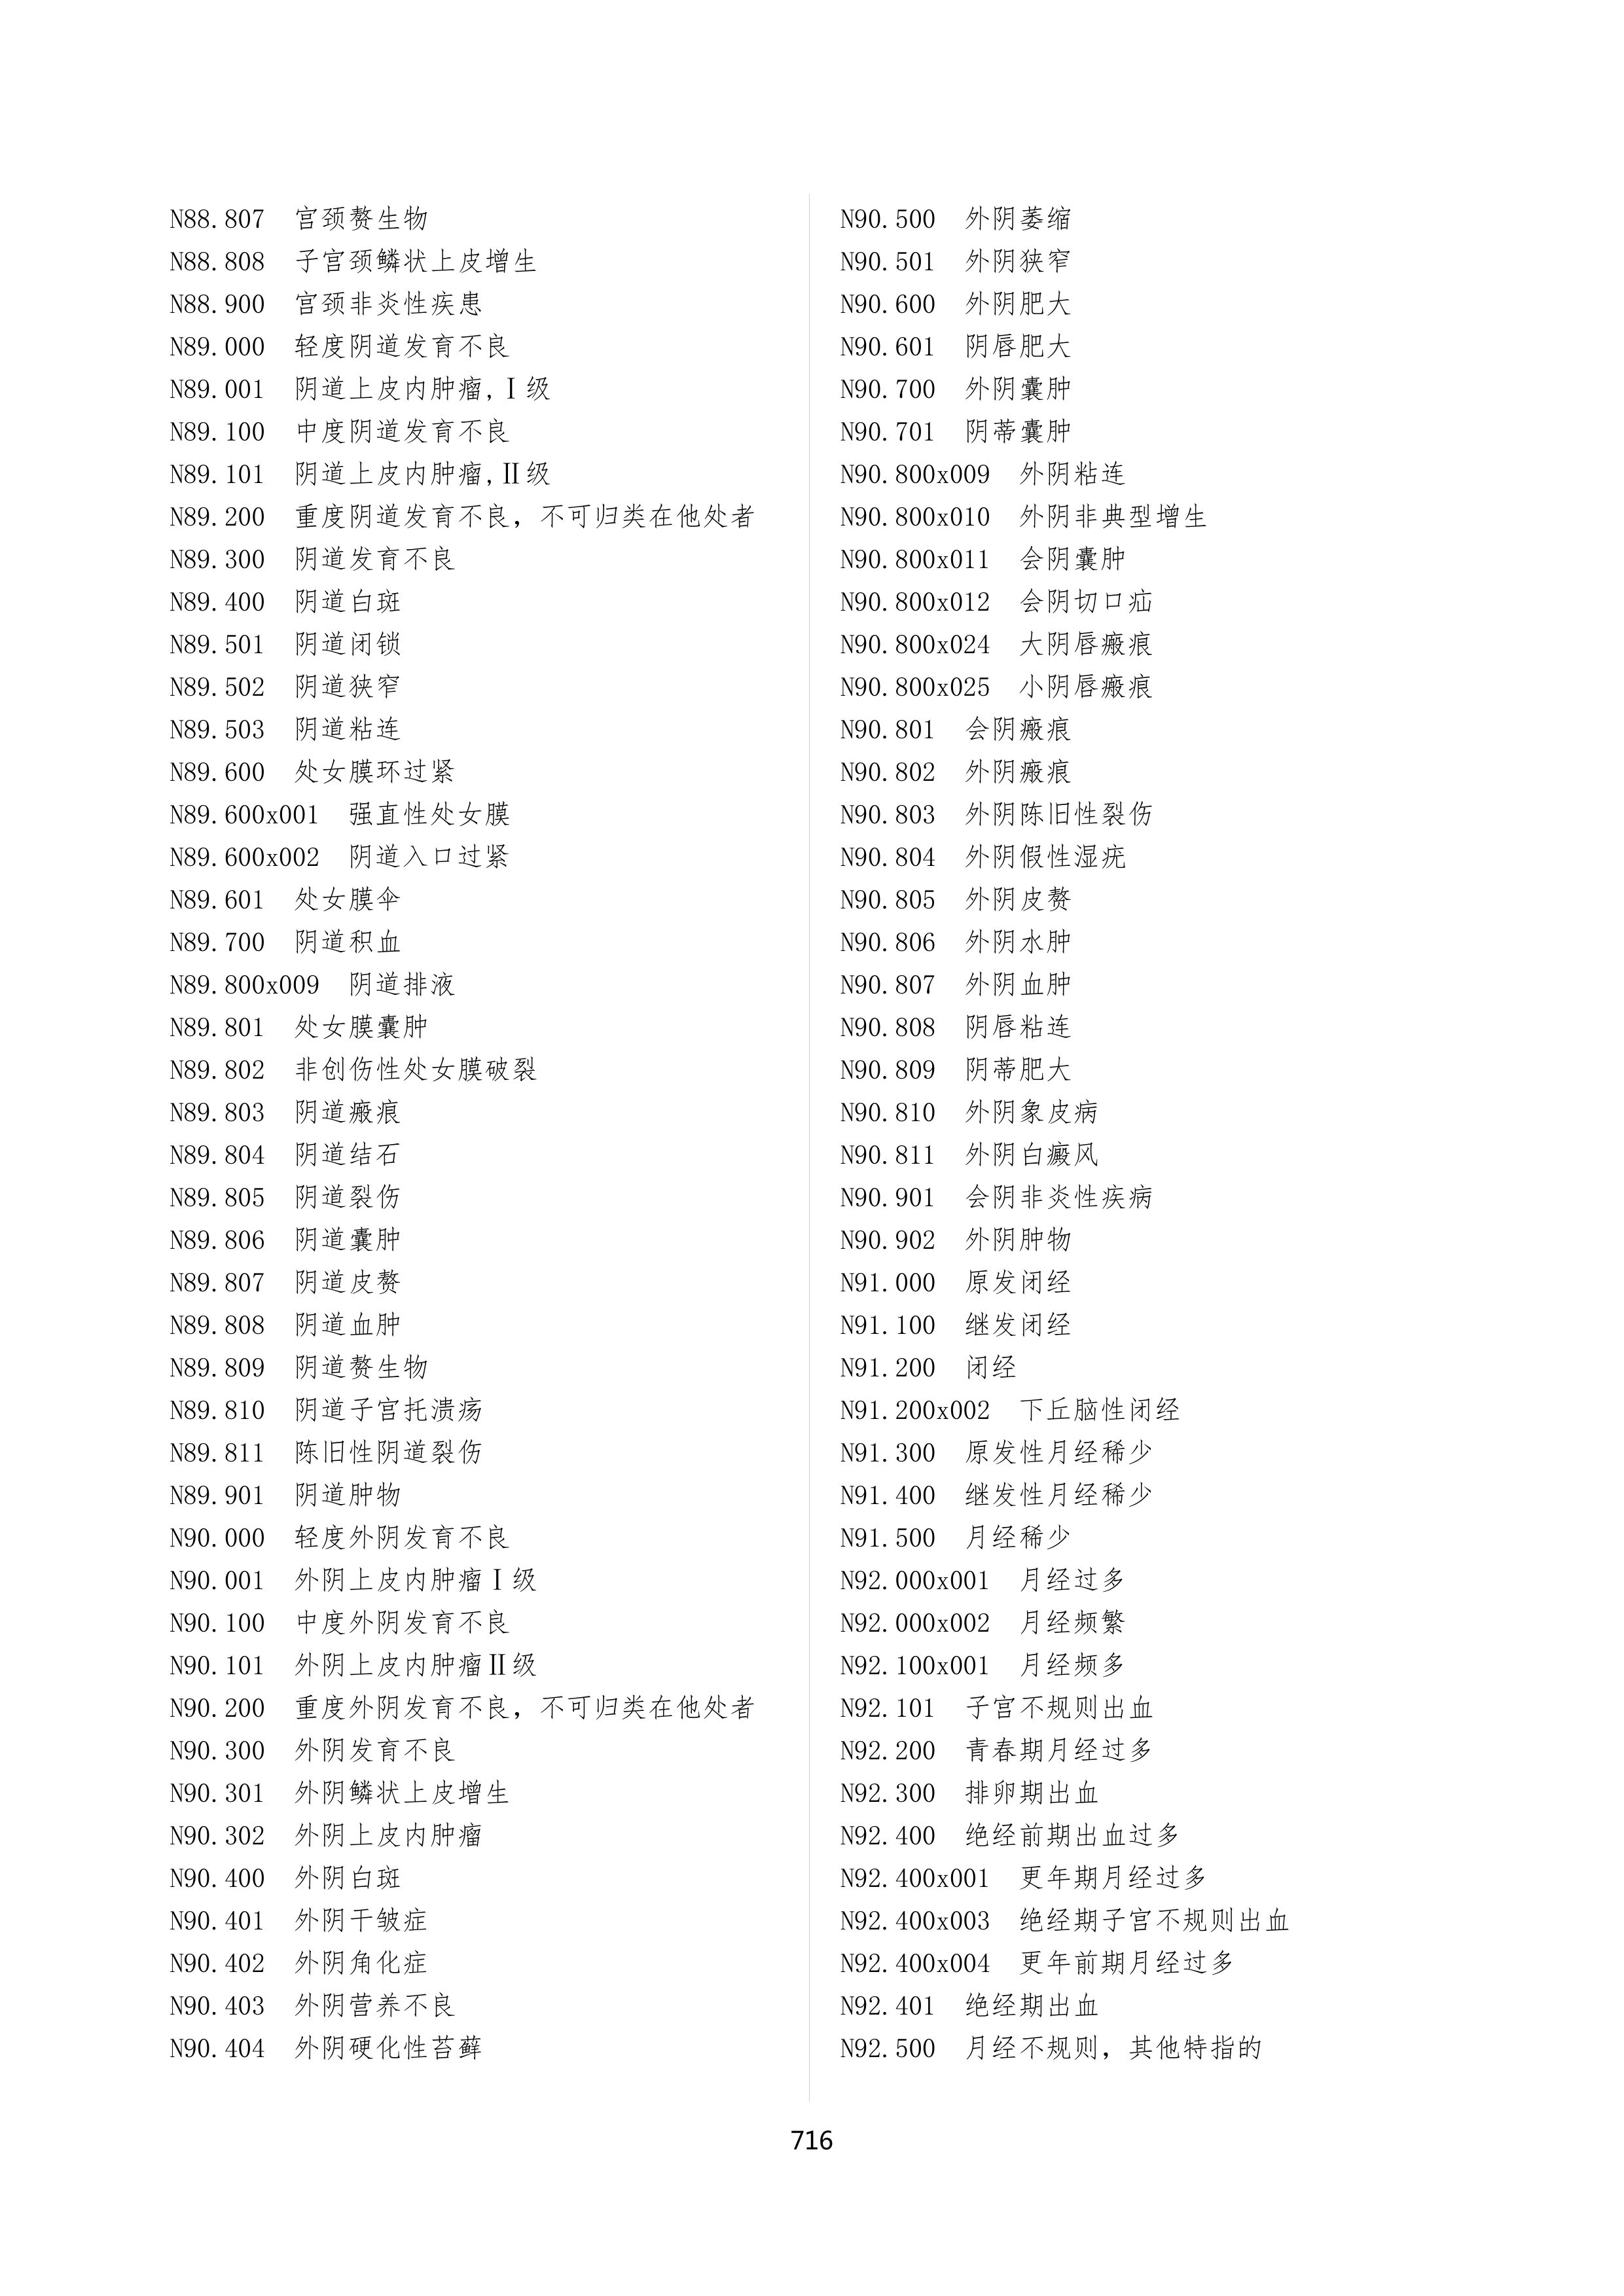 N88.807 宫颈赘生物
N88.808 子宫颈鳞状上皮增生
N88.900 宫颈非炎性疾患
N89.000 轻度阴道发育不良
N89.001 阴道上皮内肿瘤,Ⅰ级
N89.100 中度阴道发育不良
N89.101 阴道上皮内肿瘤,Ⅱ级
N89.200 重度阴道发育不良，不可归类在他处者
N89.300 阴道发育不良
N89.400 阴道白斑
N89.501 阴道闭锁
N89.502 阴道狭窄
N89.503 阴道粘连
N89.600 处女膜环过紧
N89.600x001 强直性处女膜
N89.600x002 阴道入口过紧
N89.601 处女膜伞
N89.700 阴道积血
N89.800x009 阴道排液
N89.801 处女膜囊肿
N89.802 非创伤性处女膜破裂
N89.803 阴道瘢痕
N89.804 阴道结石
N89.805 阴道裂伤
N89.806 阴道囊肿
N89.807 阴道皮赘
N89.808 阴道血肿
N89.809 阴道赘生物
N89.810 阴道子宫托溃疡
N89.811 陈旧性阴道裂伤
N89.901 阴道肿物
N90.000 轻度外阴发育不良
N90.001 外阴上皮内肿瘤Ⅰ级
N90.100 中度外阴发育不良
N90.101 外阴上皮内肿瘤Ⅱ级
N90.200 重度外阴发育不良，不可归类在他处者
N90.300 外阴发育不良
N90.301 外阴鳞状上皮增生
N90.302 外阴上皮内肿瘤
N90.400 外阴白斑
N90.401 外阴干皱症
N90.402 外阴角化症
N90.403 外阴营养不良
N90.404 外阴硬化性苔藓
N90.500 外阴萎缩
N90.501 外阴狭窄
N90.600 外阴肥大
N90.601 阴唇肥大
N90.700 外阴囊肿
N90.701 阴蒂囊肿
N90.800x009 外阴粘连
N90.800x010 外阴非典型增生
N90.800x011 会阴囊肿
N90.800x012 会阴切口疝
N90.800x024 大阴唇瘢痕
N90.800x025 小阴唇瘢痕
N90.801 会阴瘢痕
N90.802 外阴瘢痕
N90.803 外阴陈旧性裂伤
N90.804 外阴假性湿疣
N90.805 外阴皮赘
N90.806 外阴水肿
N90.807 外阴血肿
N90.808 阴唇粘连
N90.809 阴蒂肥大
N90.810 外阴象皮病
N90.811 外阴白癜风
N90.901 会阴非炎性疾病
N90.902 外阴肿物
N91.000 原发闭经
N91.100 继发闭经
N91.200 闭经
N91.200x002 下丘脑性闭经
N91.300 原发性月经稀少
N91.400 继发性月经稀少
N91.500 月经稀少
N92.000x001 月经过多
N92.000x002 月经频繁
N92.100x001 月经频多
N92.101 子宫不规则出血
N92.200 青春期月经过多
N92.300 排卵期出血
N92.400 绝经前期出血过多
N92.400x001 更年期月经过多
N92.400x003 绝经期子宫不规则出血
N92.400x004 更年前期月经过多
N92.401 绝经期出血
N92.500 月经不规则，其他特指的
716